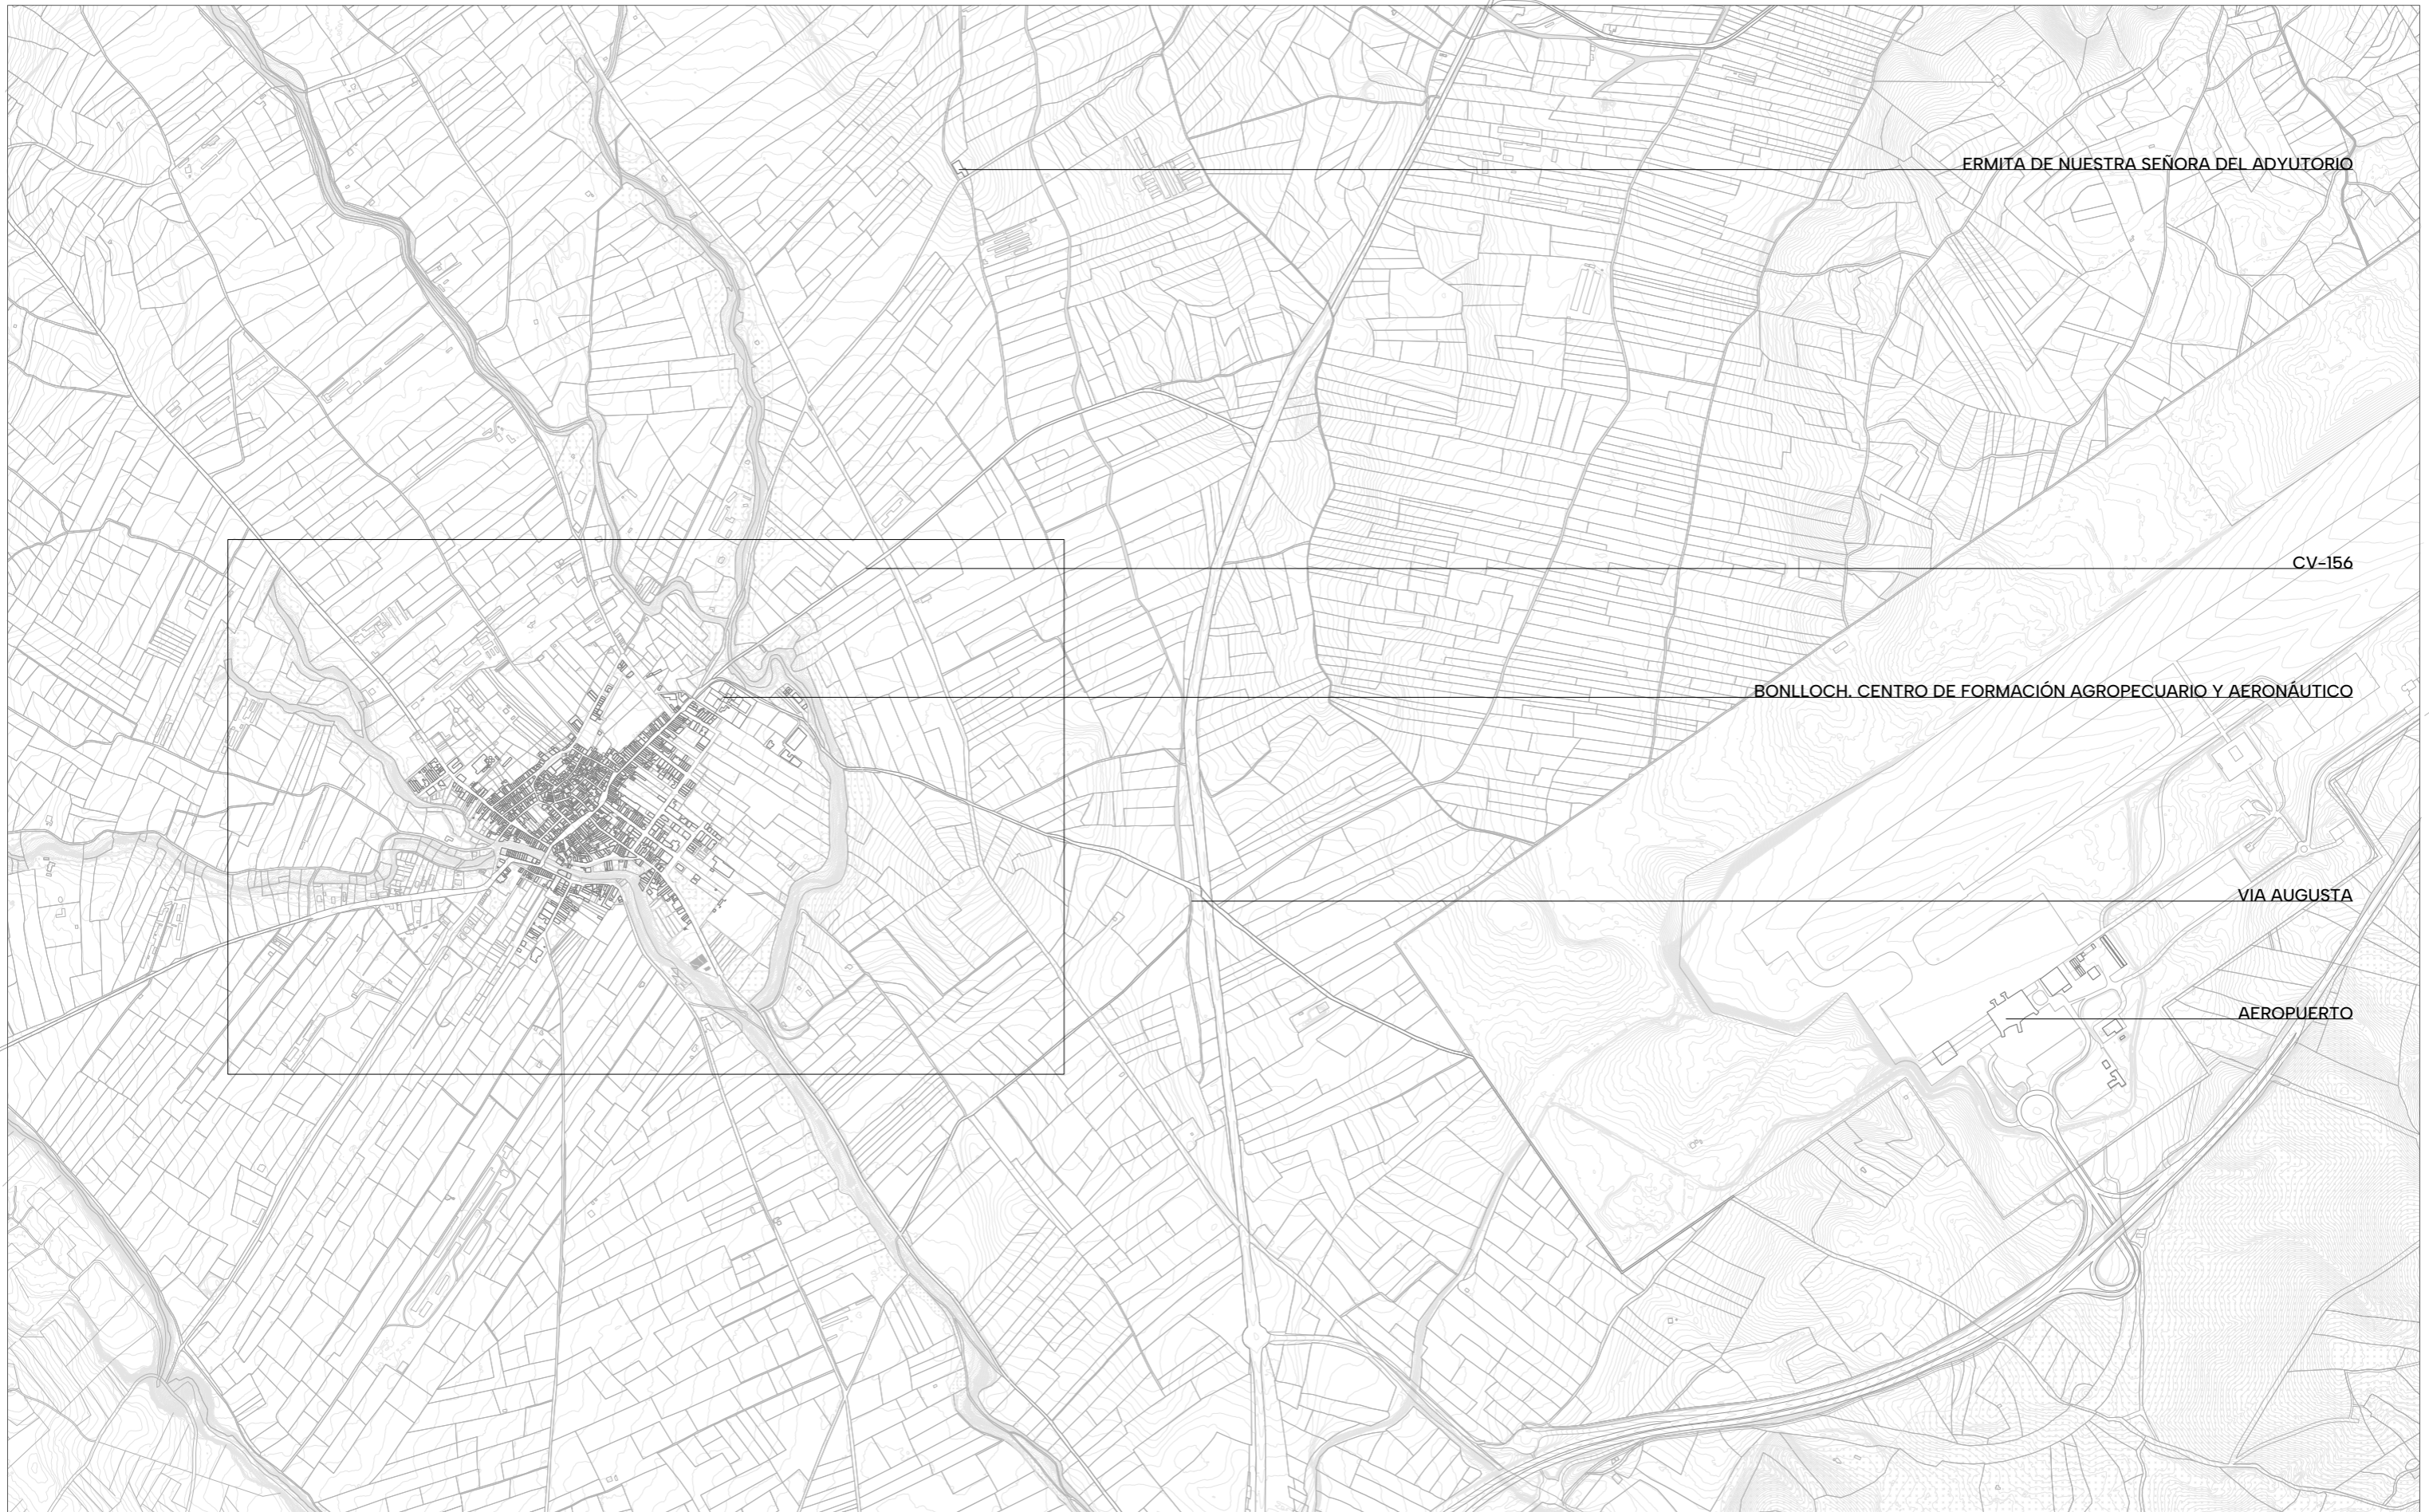 ERMITA DE NUESTRA SEÑORA DEL ADYUTORIO
CV-156
BONLLOCH. CENTRO DE FORMACIÓN AGROPECUARIO Y AERONÁUTICO
VIA AUGUSTA
AEROPUERTO